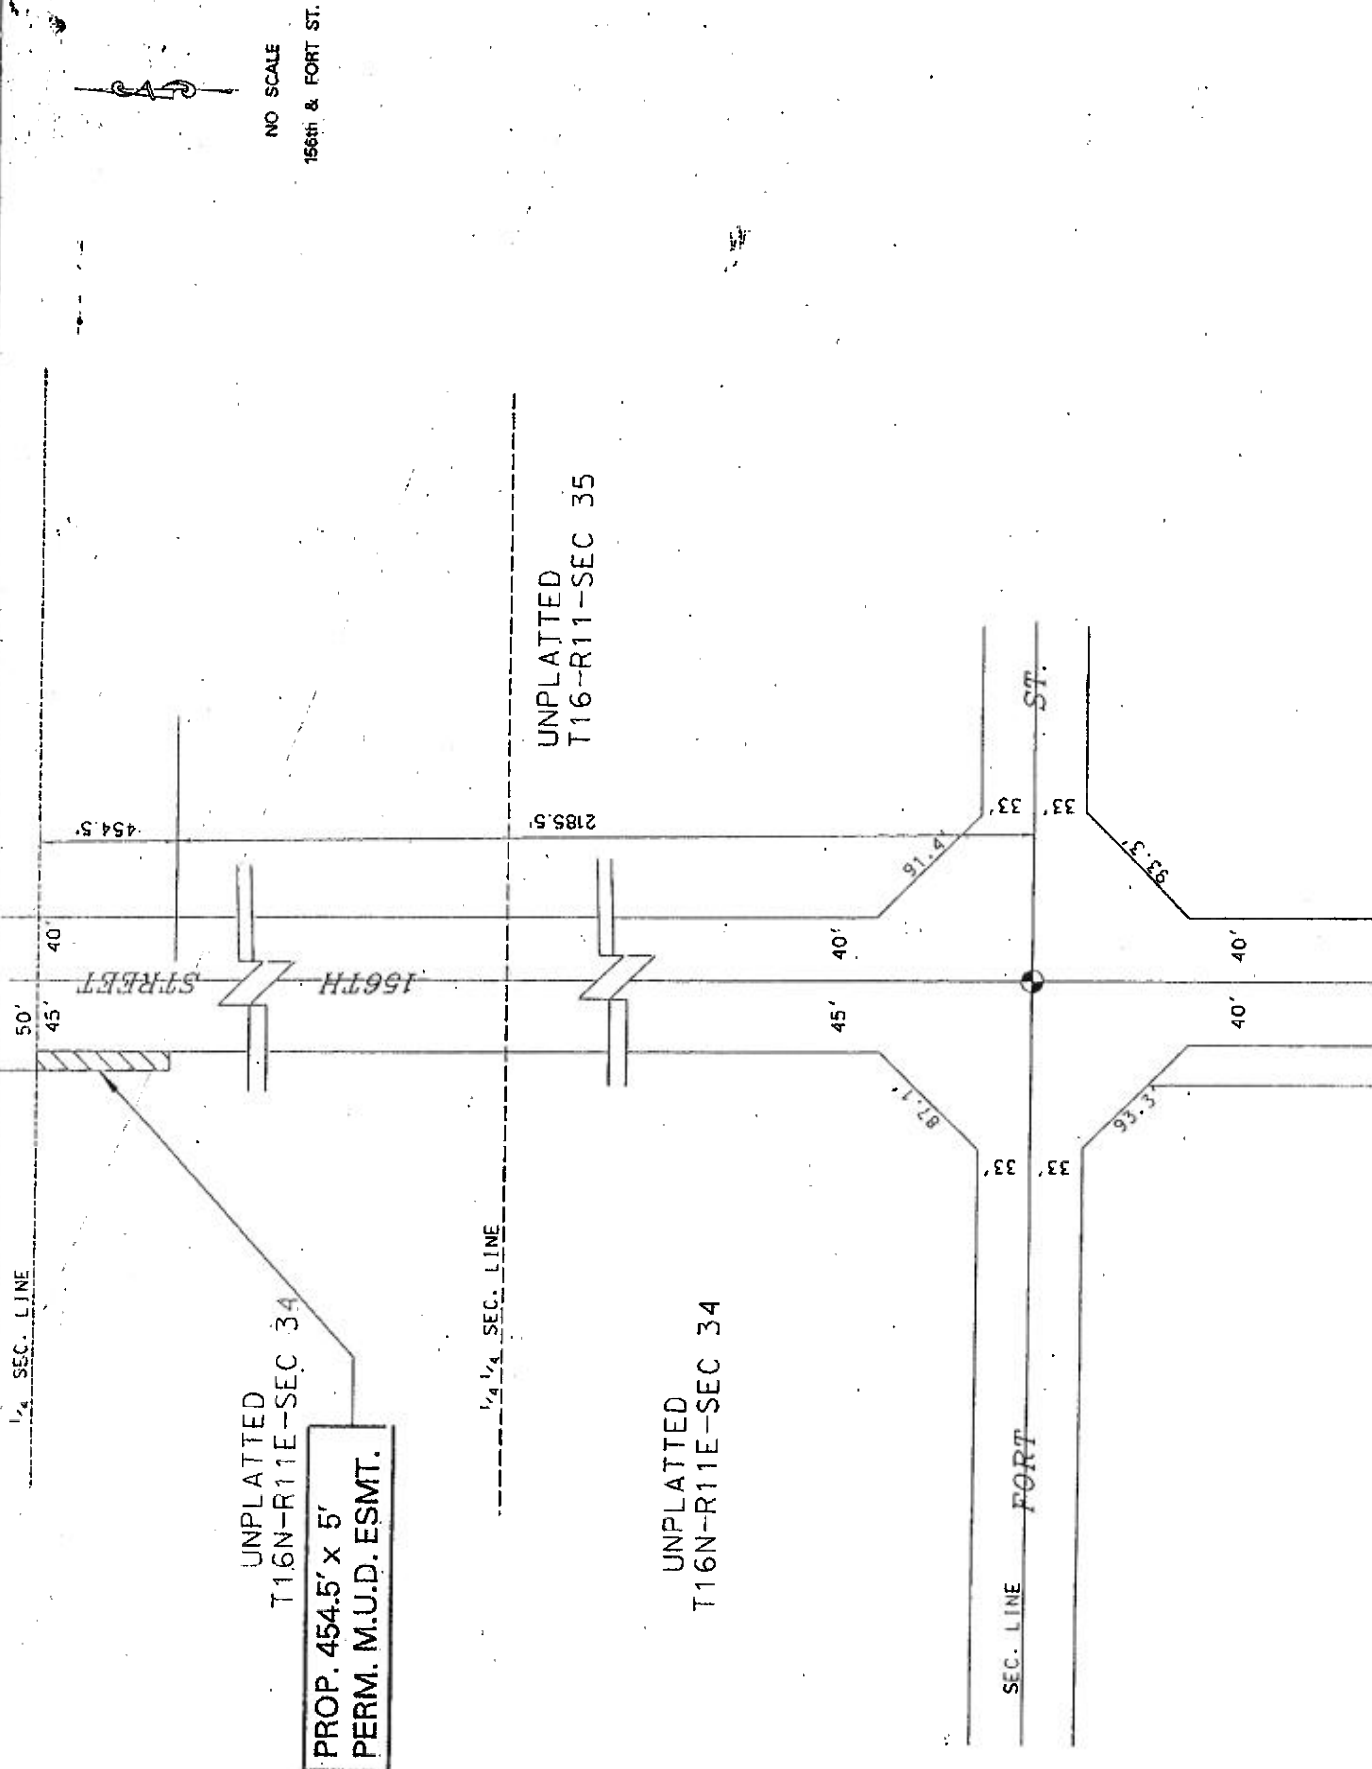 NO SCALE
156th & FORT ST.
454.5'
2185.5'
50'
45'
40'
STREET
156TH
UNPLATTED
T16-R11-SEC 35
1/4 SEC. LINE
UNPLATTED
T16N-R11E-SEC 34
PROP. 454.5' x 5'
PERM. M.U.D. ESMT.
1/4 1/4 SEC. LINE
UNPLATTED
T16N-R11E-SEC 34
40'
45'
91.4'
87.1'
33'
33'
33'
33'
93.3'
93.3'
40'
40'
SEC. LINE
FORT
ST.